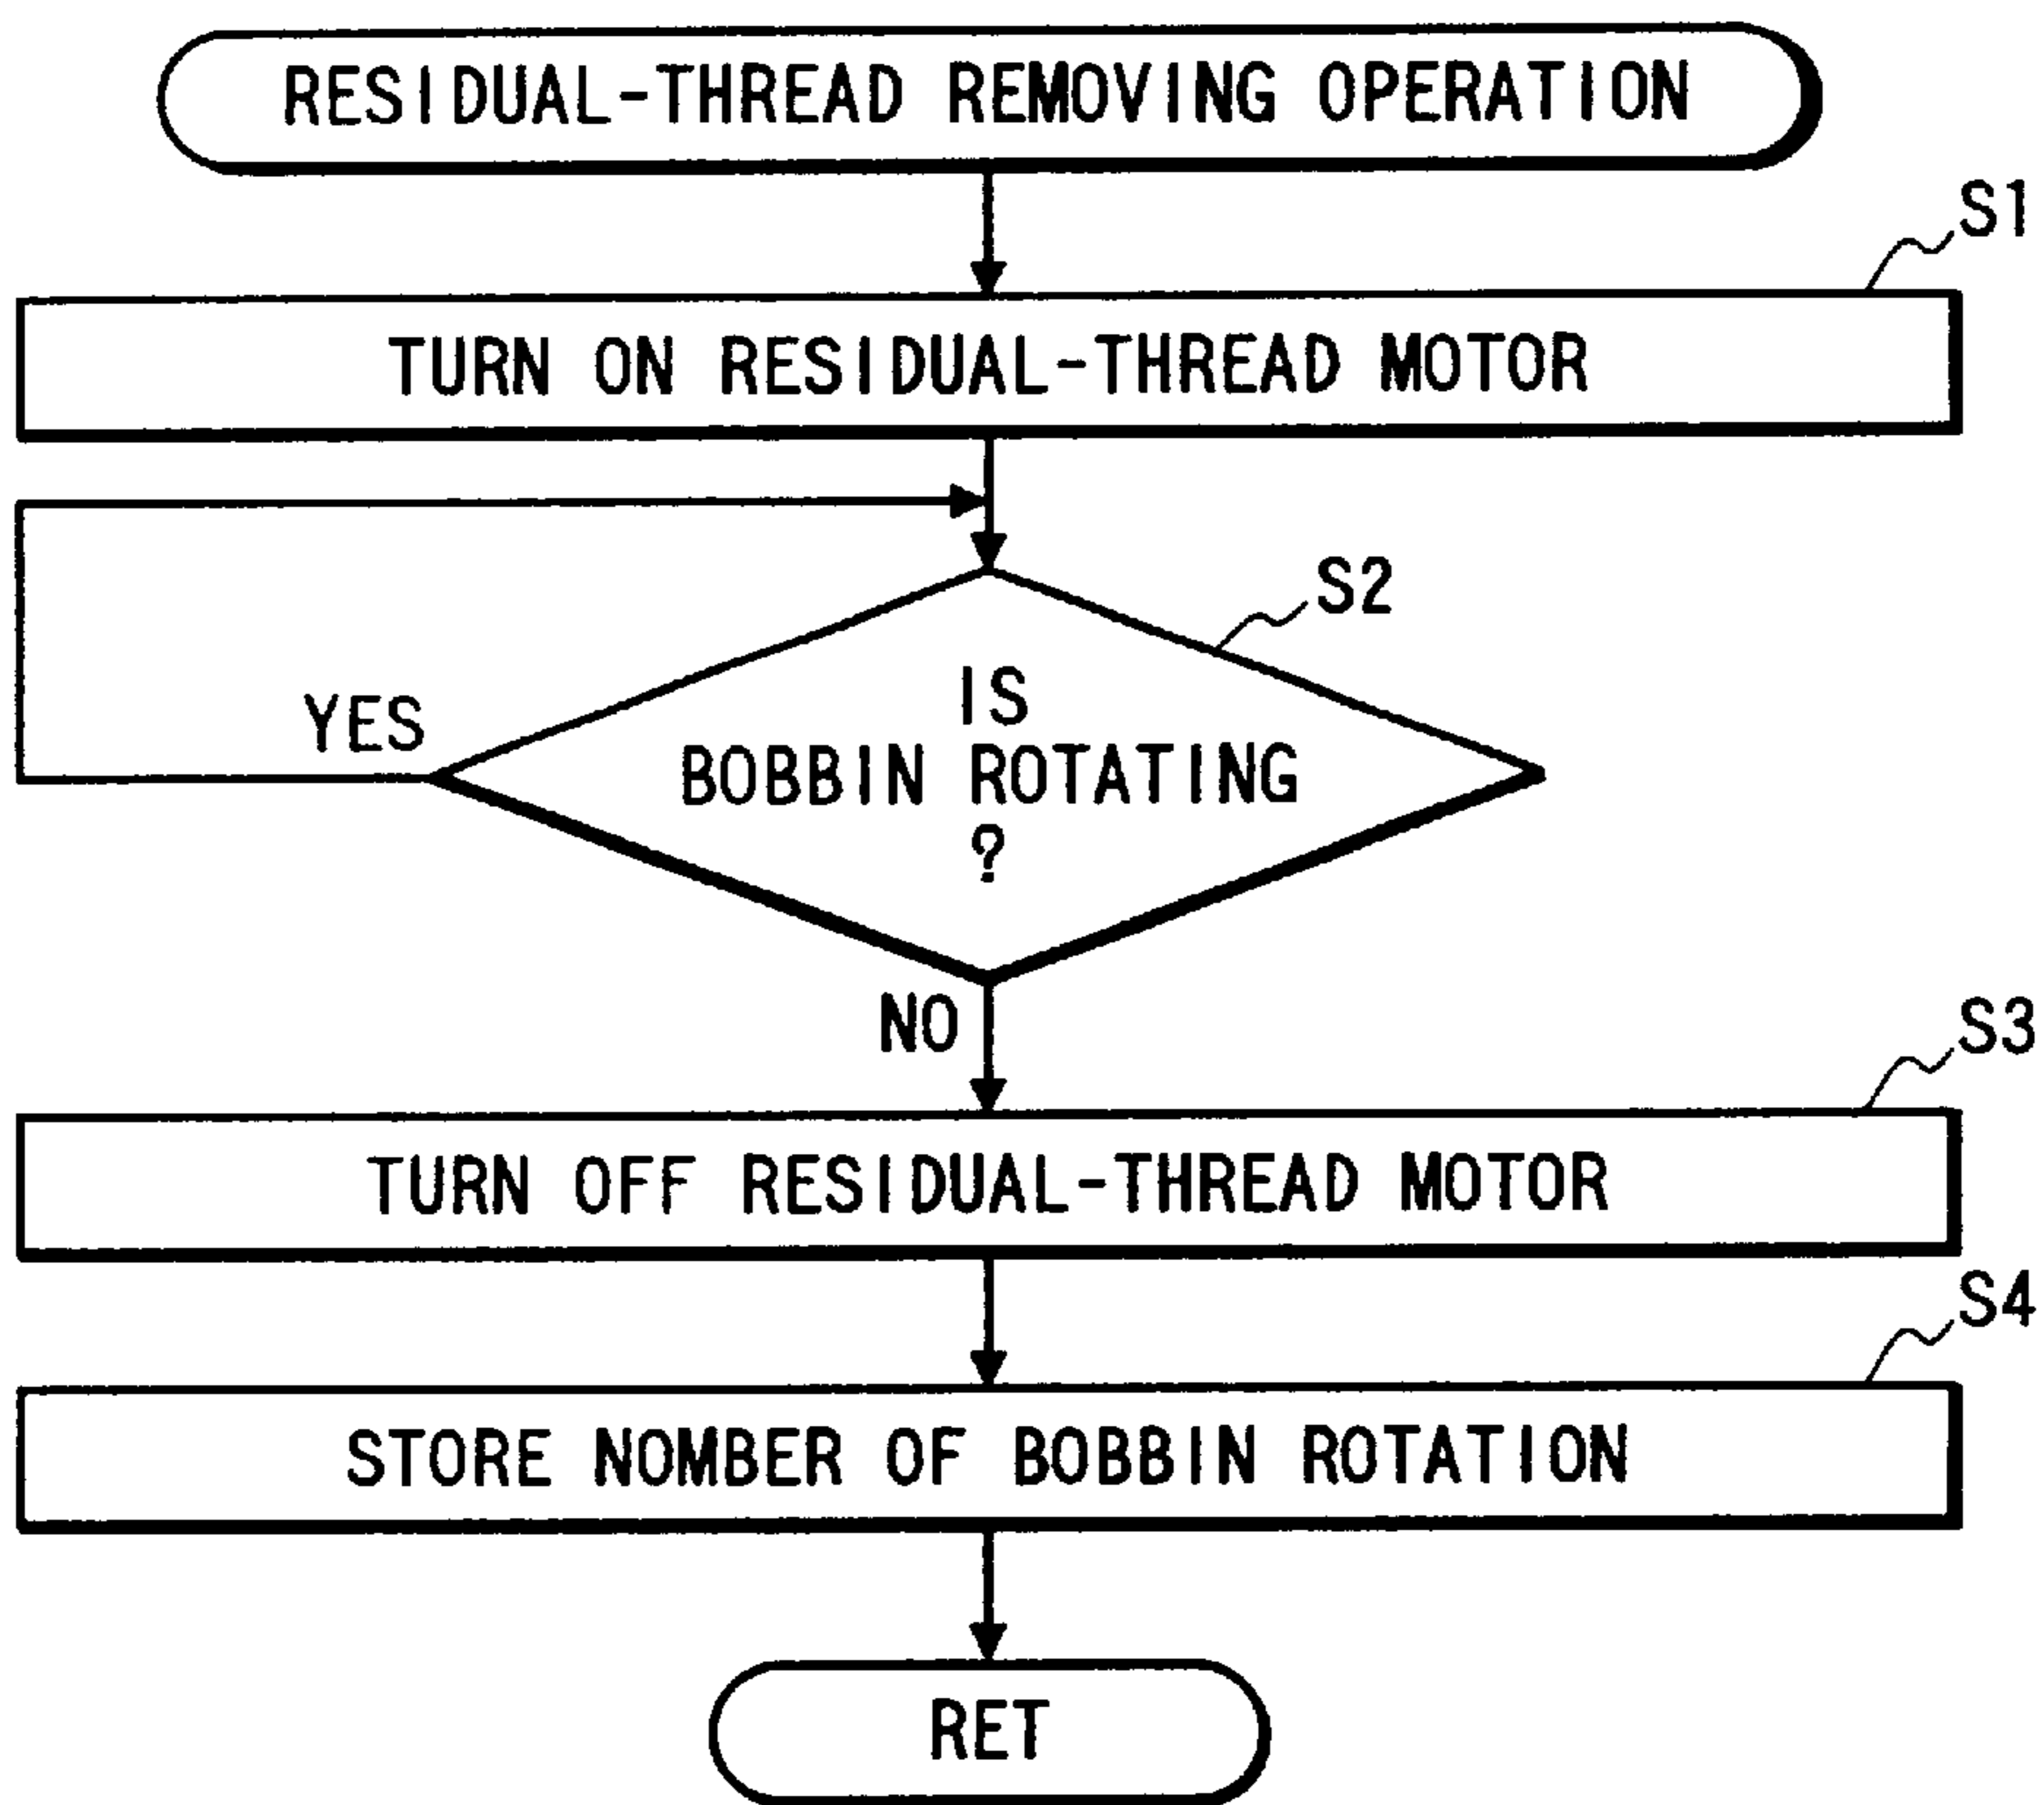 RESIDUAL-THREAD REMOVING OPERATION
S1
TURN ON RESIDUAL-THREAD MOTOR
S2
YES
IS
BOBBIN ROTATING
?
NO
S3
TURN OFF RESIDUAL-THREAD MOTOR
S4
STORE NOMBER OF BOBBIN ROTATION
RET